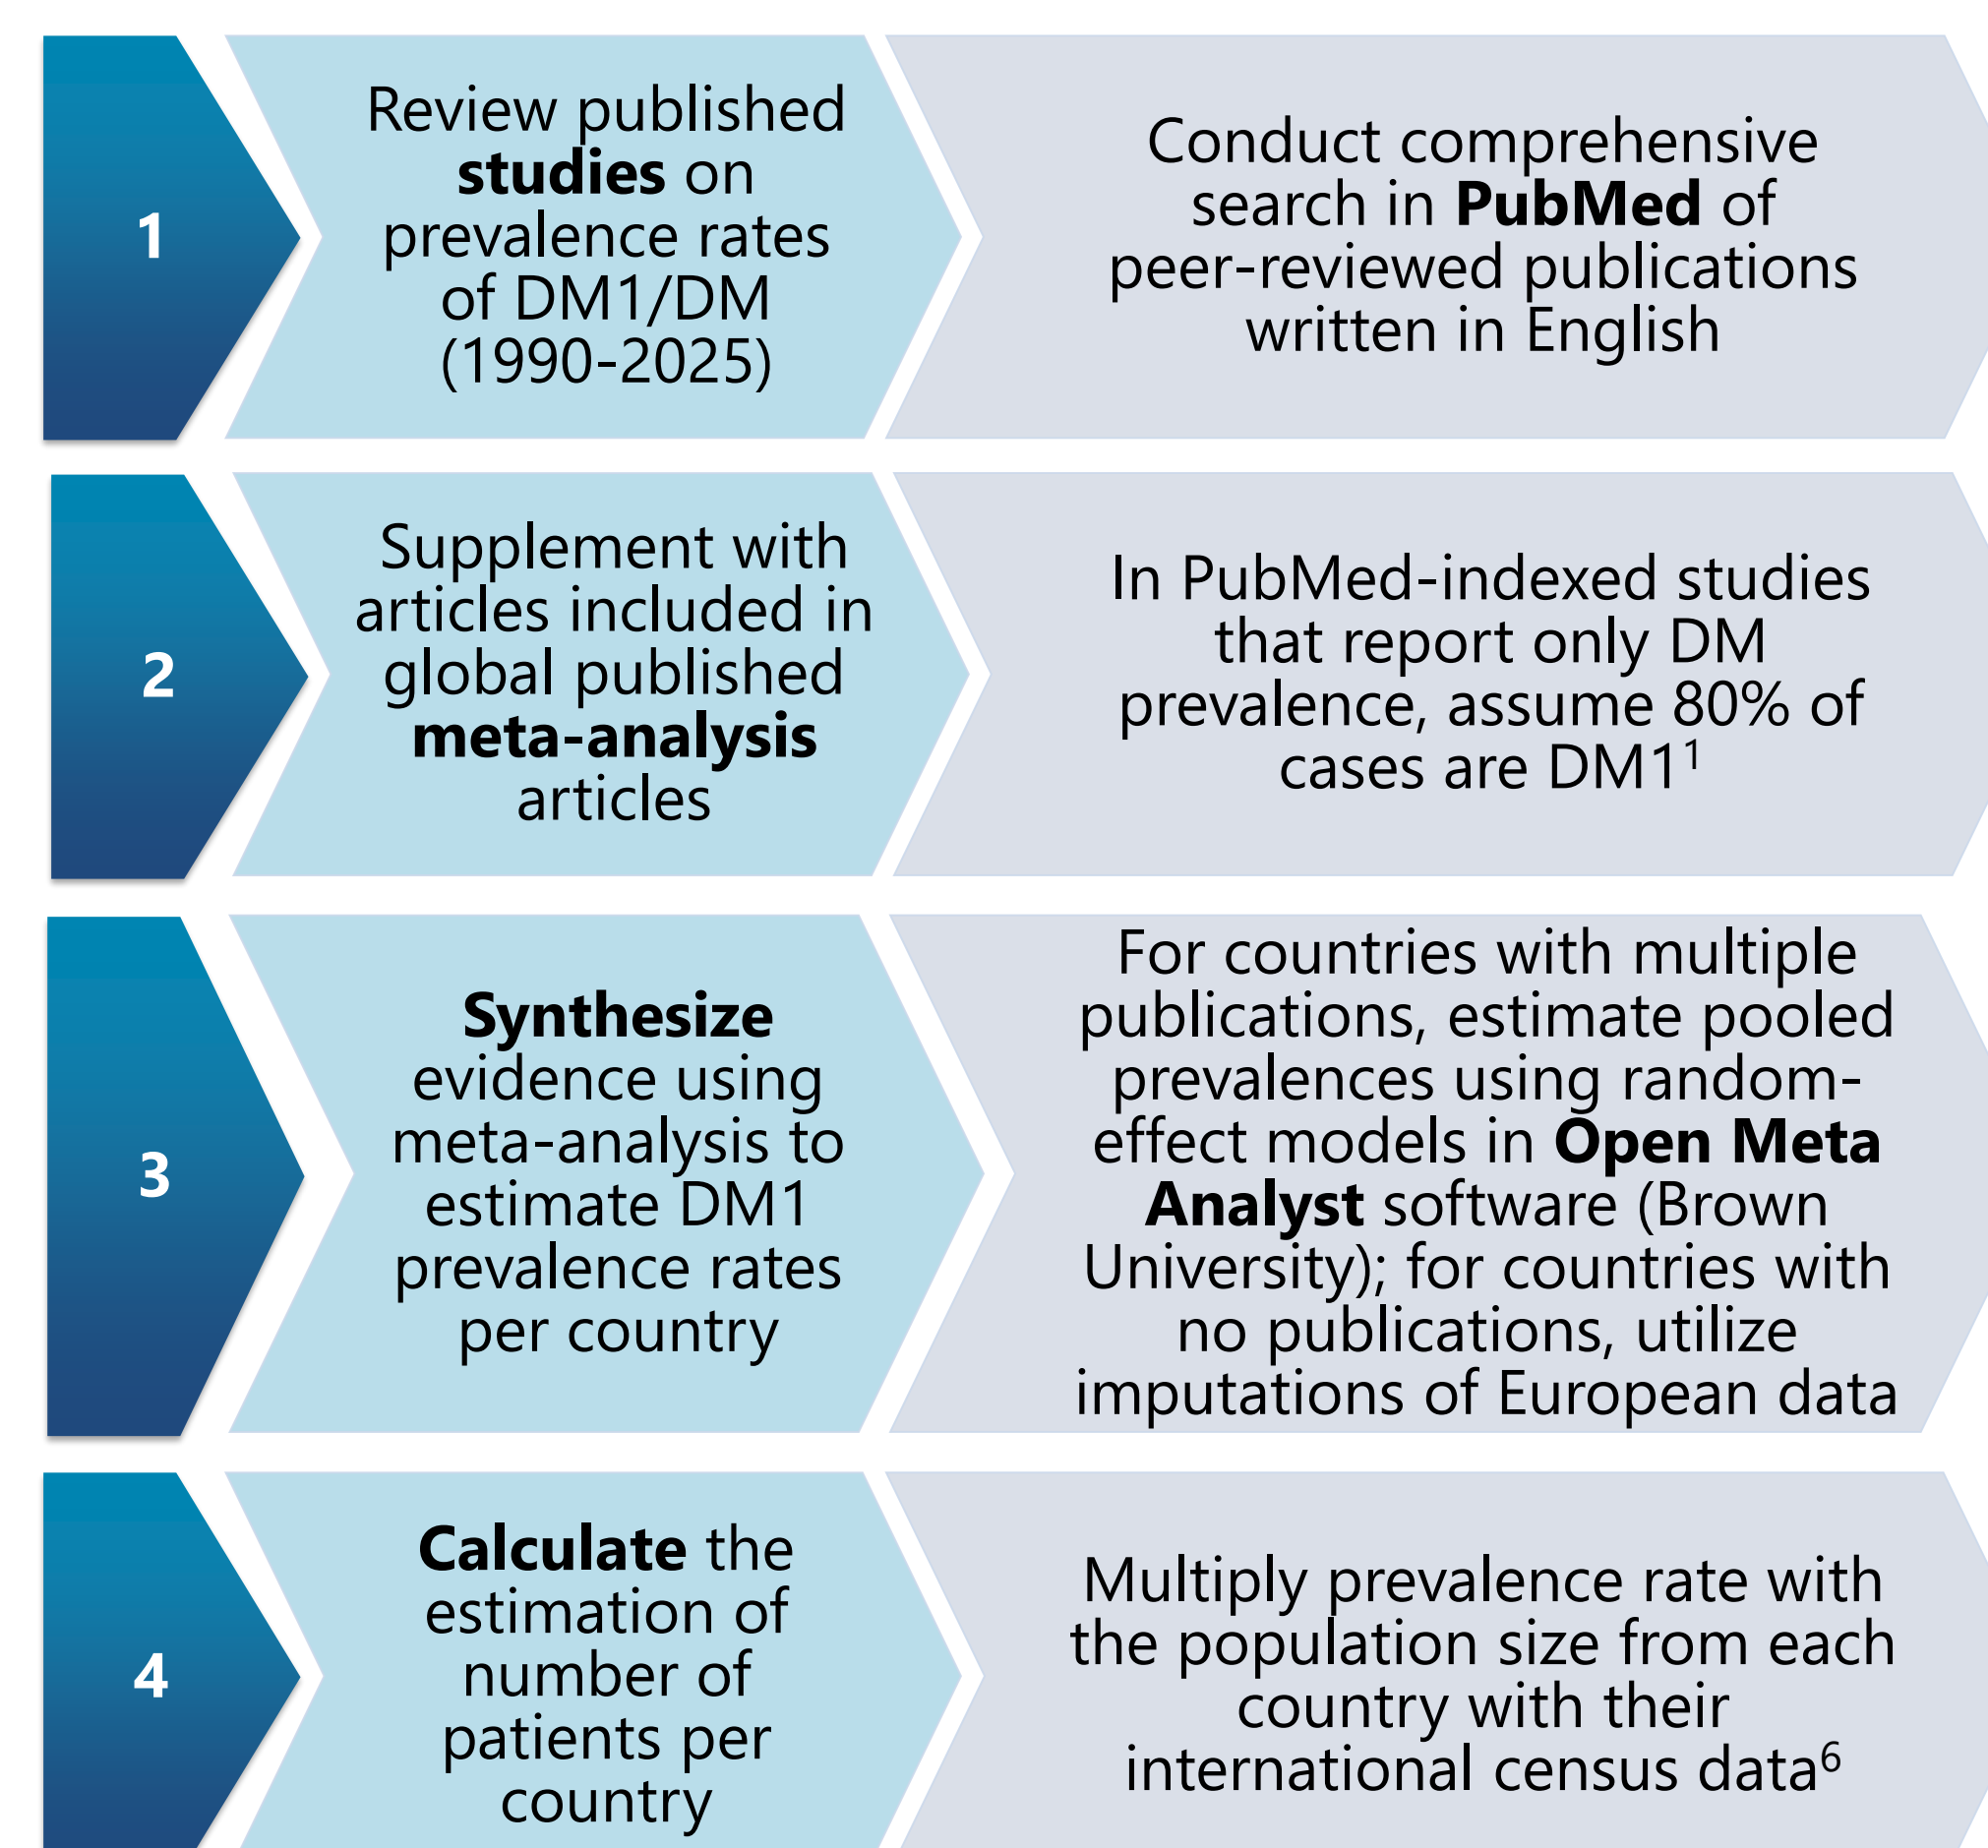 1
Review published
studies on
prevalence rates
of DM1/DM
(1990-2025)
Conduct comprehensive
search in PubMed of
peer-reviewed publications
written in English
2
Supplement with
articles included in
global published
meta-analysis
articles
In PubMed-indexed studies
that report only DM
prevalence, assume 80% of
cases are DM1¹
3
Synthesize
evidence using
meta-analysis to
estimate DM1
prevalence rates
per country
For countries with multiple
publications, estimate pooled
prevalences using random-
effect models in Open Meta
Analyst software (Brown
University); for countries with
no publications, utilize
imputations of European data
4
Calculate the
estimation of
number of
patients per
country
Multiply prevalence rate with
the population size from each
country with their
international census data⁶